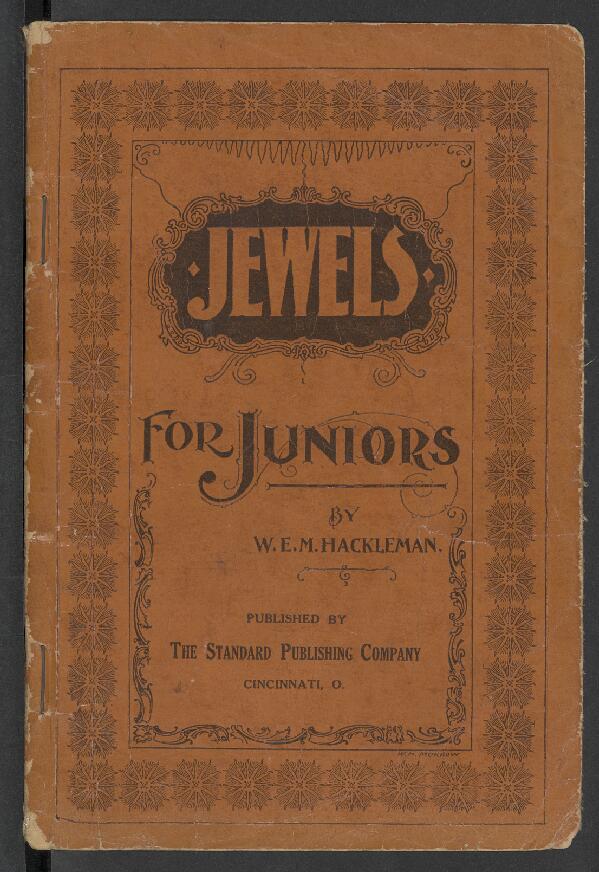 JEWELS
FOR JUNIORS
BY
W. E. M. HACKLEMAN.
PUBLISHED BY
THE STANDARD PUBLISHING COMPANY
CINCINNATI, O.